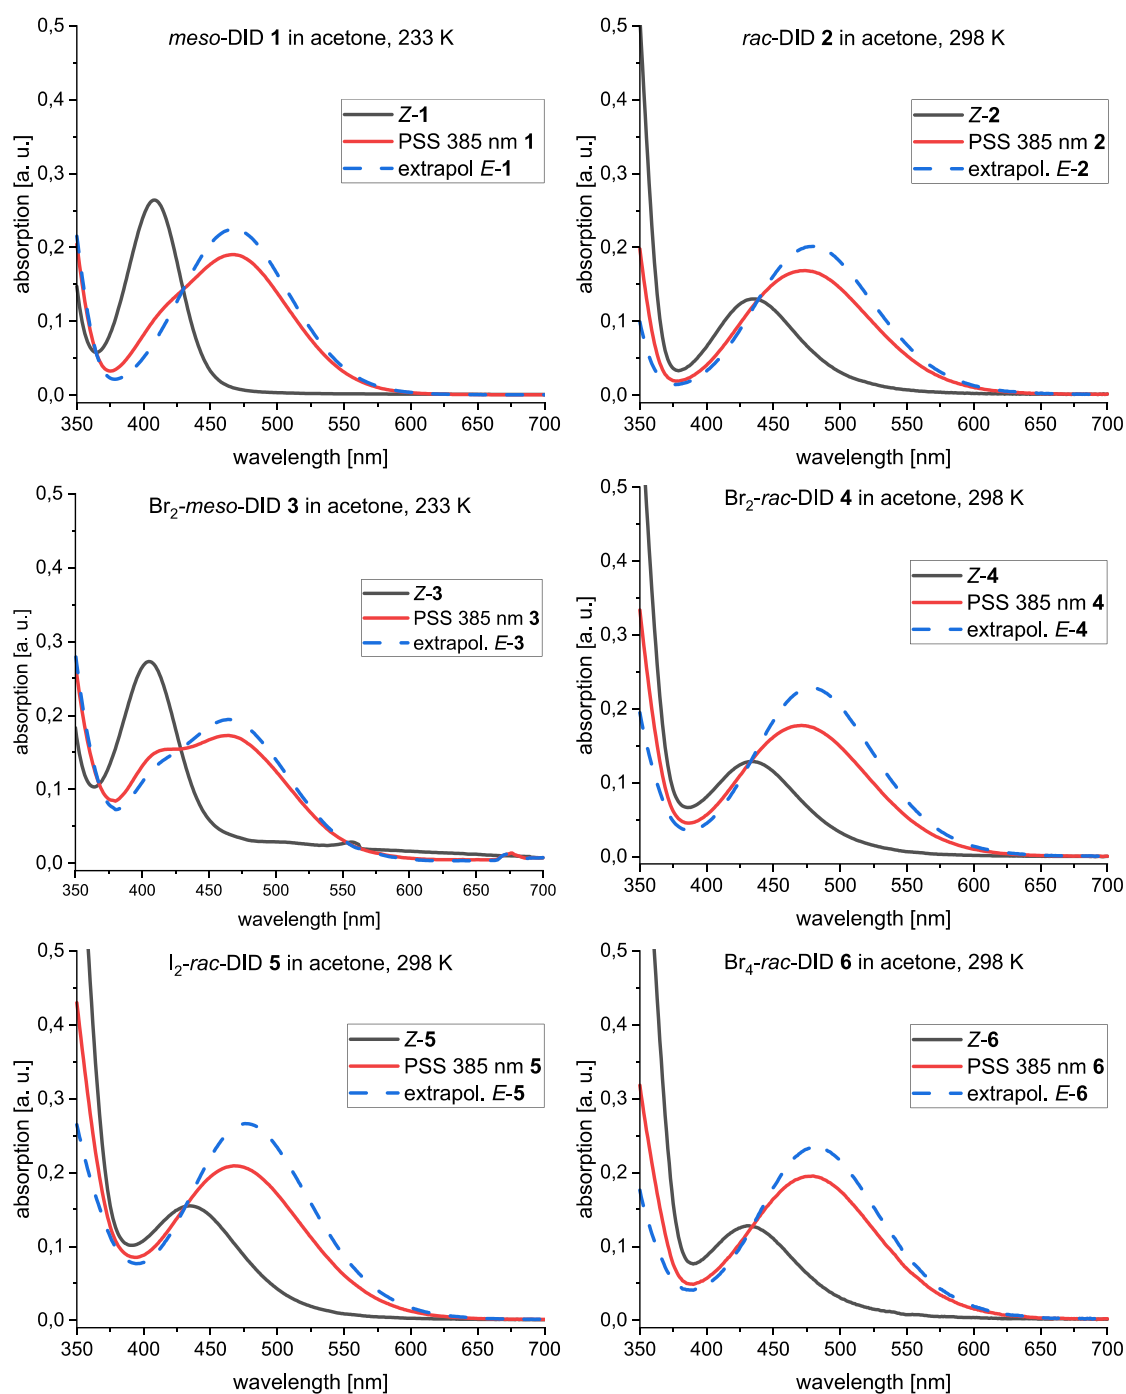 meso-DID 1 in acetone, 233 K
0,5
0,4
0,3
0,2
0,1
0,0
absorption [a. u.]
Z-1
PSS 385 nm 1
extrapol E-1
350 400 450 500 550 600 650 700
wavelength [nm]
rac-DID 2 in acetone, 298 K
0,5
0,4
0,3
0,2
0,1
0,0
absorption [a. u.]
Z-2
PSS 385 nm 2
extrapol. E-2
350 400 450 500 550 600 650 700
wavelength [nm]
Br₂-meso-DID 3 in acetone, 233 K
0,5
0,4
0,3
0,2
0,1
0,0
absorption [a. u.]
Z-3
PSS 385 nm 3
extrapol. E-3
350 400 450 500 550 600 650 700
wavelength [nm]
Br₂-rac-DID 4 in acetone, 298 K
0,5
0,4
0,3
0,2
0,1
0,0
absorption [a. u.]
Z-4
PSS 385 nm 4
extrapol. E-4
350 400 450 500 550 600 650 700
wavelength [nm]
I₂-rac-DID 5 in acetone, 298 K
0,5
0,4
0,3
0,2
0,1
0,0
absorption [a. u.]
Z-5
PSS 385 nm 5
extrapol. E-5
350 400 450 500 550 600 650 700
wavelength [nm]
Br₄-rac-DID 6 in acetone, 298 K
0,5
0,4
0,3
0,2
0,1
0,0
absorption [a. u.]
Z-6
PSS 385 nm 6
extrapol. E-6
350 400 450 500 550 600 650 700
wavelength [nm]